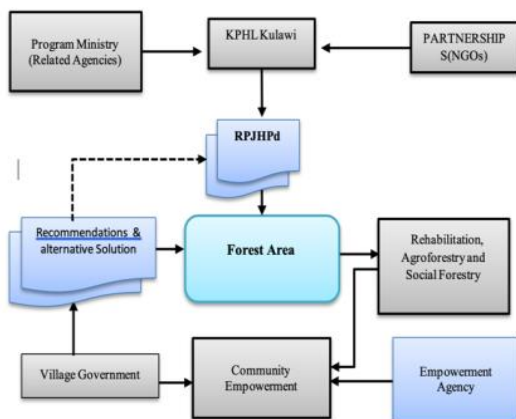 Program Ministry
(Related Agencies)
KPHL Kulawi
PARTNERSHIP
S(NGOs)
RPJHPd
Recommendations &
alternative Solution
Forest Area
Rehabilitation,
Agroforestry and
Social Forestry
Village Government
Community
Empowerment
Empowerment
Agency